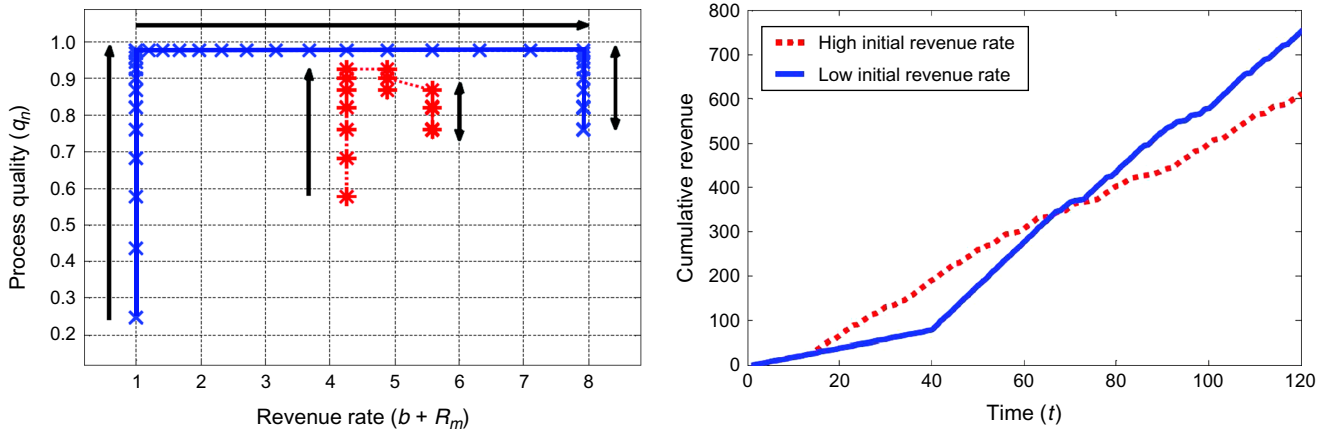 1.0
0.9
0.8
0.7
0.6
0.5
0.4
0.3
0.2
Process quality (qn)
1 2 3 4 5 6 7 8
Revenue rate (b + Rm)
800
700
600
500
400
300
200
100
0
Cumulative revenue
High initial revenue rate
Low initial revenue rate
0 20 40 60 80 100 120
Time (t)